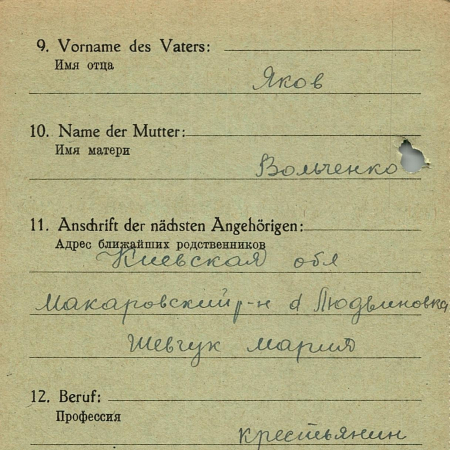 9. Vorname des Vaters:
Имя отца
Яков
10. Name der Mutter:
Имя матери
Вольченко
11. Anschrift der nächsten Angehörigen:
Адрес ближайших родственников
Киевская обл
Макаровский р-н d Людвиновка
Шевчук Мария
12. Beruf:
Профессия
крестьянин